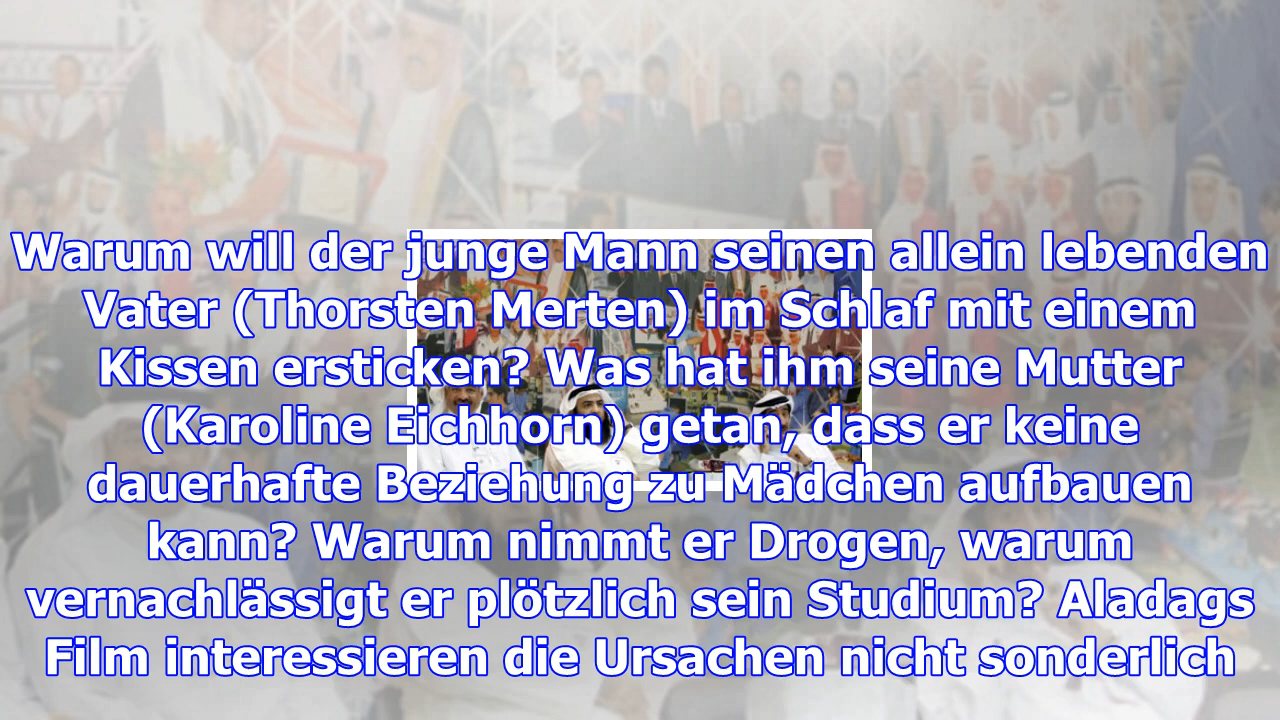 Warum will der junge Mann seinen allein lebenden
Vater (Thorsten Merten) im Schlaf mit einem
Kissen ersticken? Was hat ihm seine Mutter
(Karoline Eichhorn) getan, dass er keine
dauerhafte Beziehung zu Mädchen aufbauen
kann? Warum nimmt er Drogen, warum
vernachlässigt er plötzlich sein Studium? Aladags
Film interessieren die Ursachen nicht sonderlich